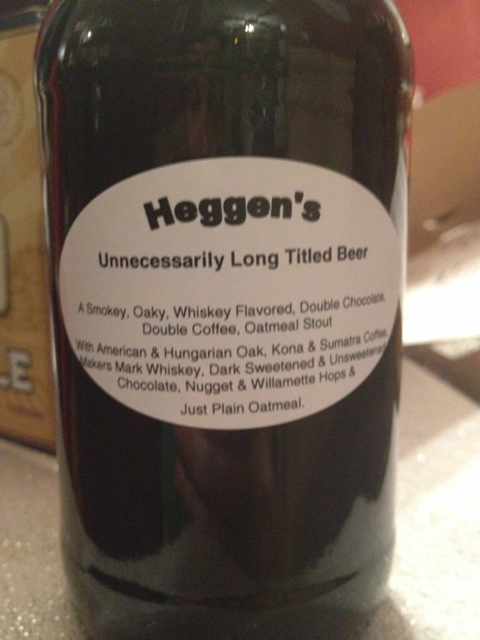 Heggen's
Unnecessarily Long Titled Beer
A Smokey, Oaky, Whiskey Flavored, Double Chocolate,
Double Coffee, Oatmeal Stout
With American & Hungarian Oak, Kona & Sumatra Coffee,
Makers Mark Whiskey, Dark Sweetened & Unsweetened
Chocolate, Nugget & Willamette Hops &
Just Plain Oatmeal.
LE